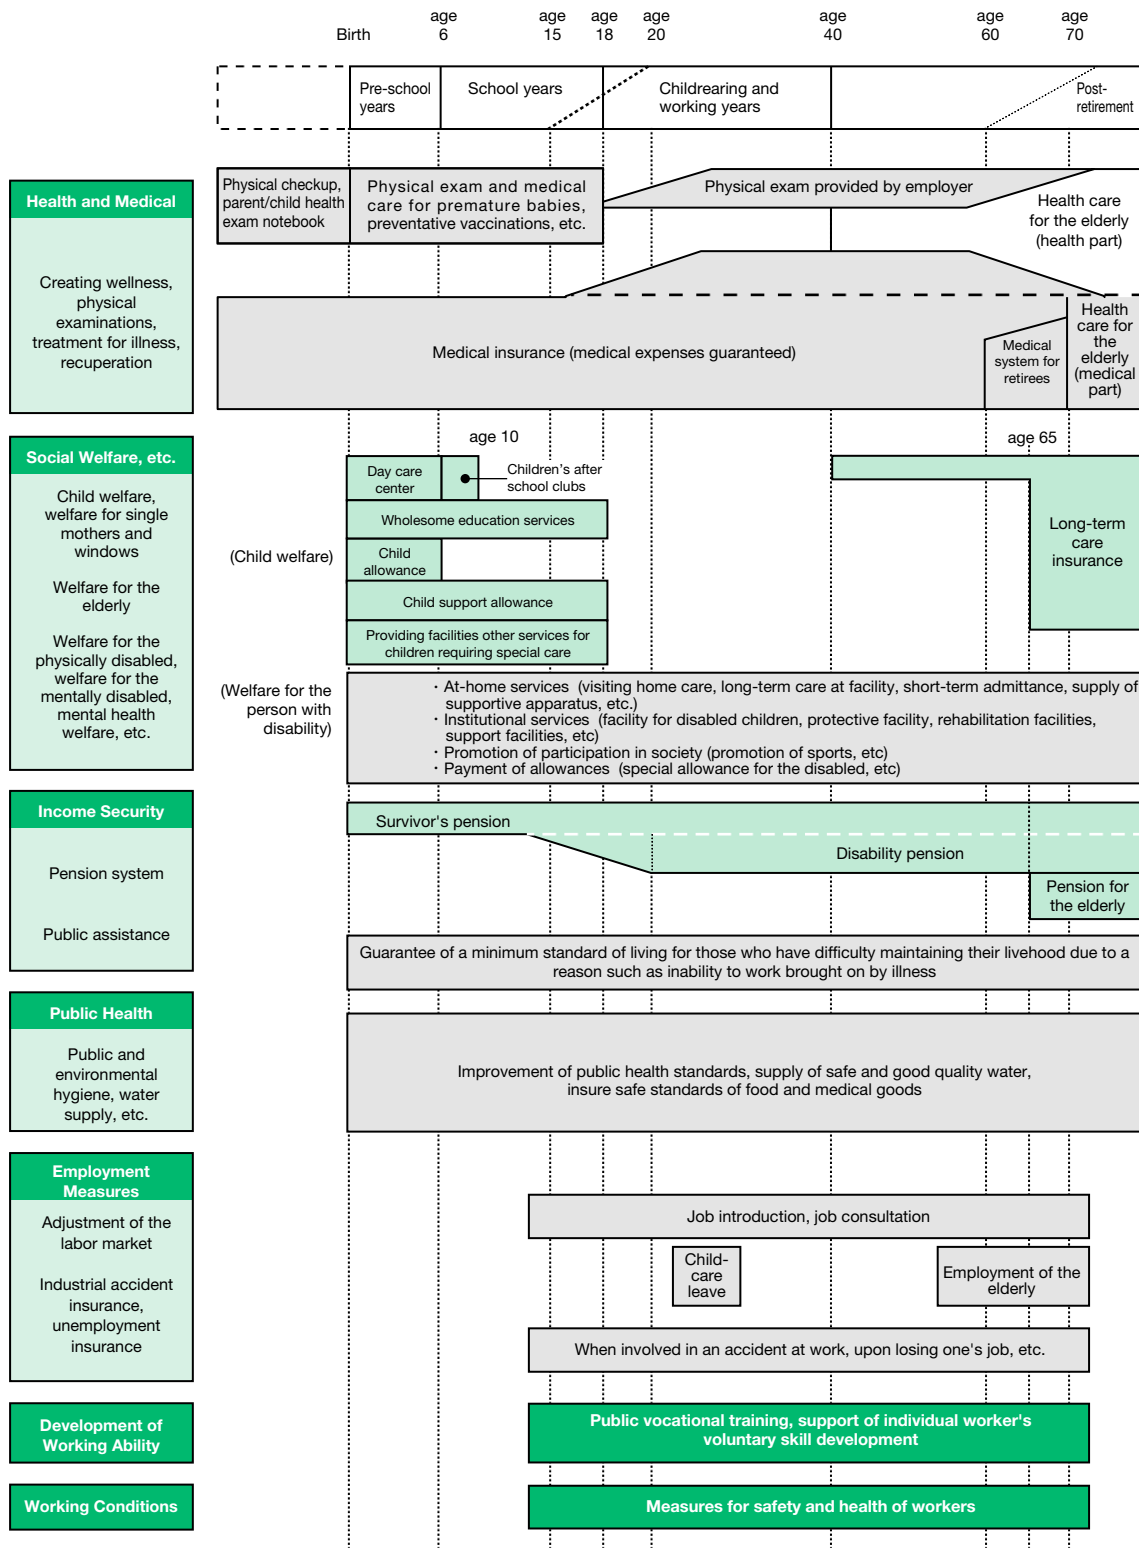 Birth
age
6
age
15
age
18
age
20
age
40
age
60
age
70
Pre-school
years
School years
Childrearing and
working years
Post-
retirement
Health and Medical
Creating wellness,
physical
examinations,
treatment for illness,
recuperation
Physical checkup,
parent/child health
exam notebook
Physical exam and medical
care for premature babies,
preventative vaccinations, etc.
Physical exam provided by employer
Health care
for the elderly
(health part)
Medical insurance (medical expenses guaranteed)
Medical
system for
retirees
Health
care for
the
elderly
(medical
part)
Social Welfare, etc.
Child welfare,
welfare for single
mothers and
windows
Welfare for the
elderly
Welfare for the
physically disabled,
welfare for the
mentally disabled,
mental health
welfare, etc.
age 10
age 65
(Child welfare)
Day care
center
Children's after
school clubs
Wholesome education services
Child
allowance
Child support allowance
Providing facilities other services for
children requiring special care
Long-term
care
insurance
(Welfare for the
person with
disability)
・At-home services (visiting home care, long-term care at facility, short-term admittance, supply of
supportive apparatus, etc.)
・Institutional services (facility for disabled children, protective facility, rehabilitation facilities,
support facilities, etc)
・Promotion of participation in society (promotion of sports, etc)
・Payment of allowances (special allowance for the disabled, etc)
Income Security
Pension system
Public assistance
Survivor's pension
Disability pension
Pension for
the elderly
Guarantee of a minimum standard of living for those who have difficulty maintaining their livehood due to a
reason such as inability to work brought on by illness
Public Health
Public and
environmental
hygiene, water
supply, etc.
Improvement of public health standards, supply of safe and good quality water,
insure safe standards of food and medical goods
Employment
Measures
Adjustment of the
labor market
Industrial accident
insurance,
unemployment
insurance
Job introduction, job consultation
Child-
care
leave
Employment of the
elderly
When involved in an accident at work, upon losing one's job, etc.
Development of
Working Ability
Public vocational training, support of individual worker's
voluntary skill development
Working Conditions
Measures for safety and health of workers